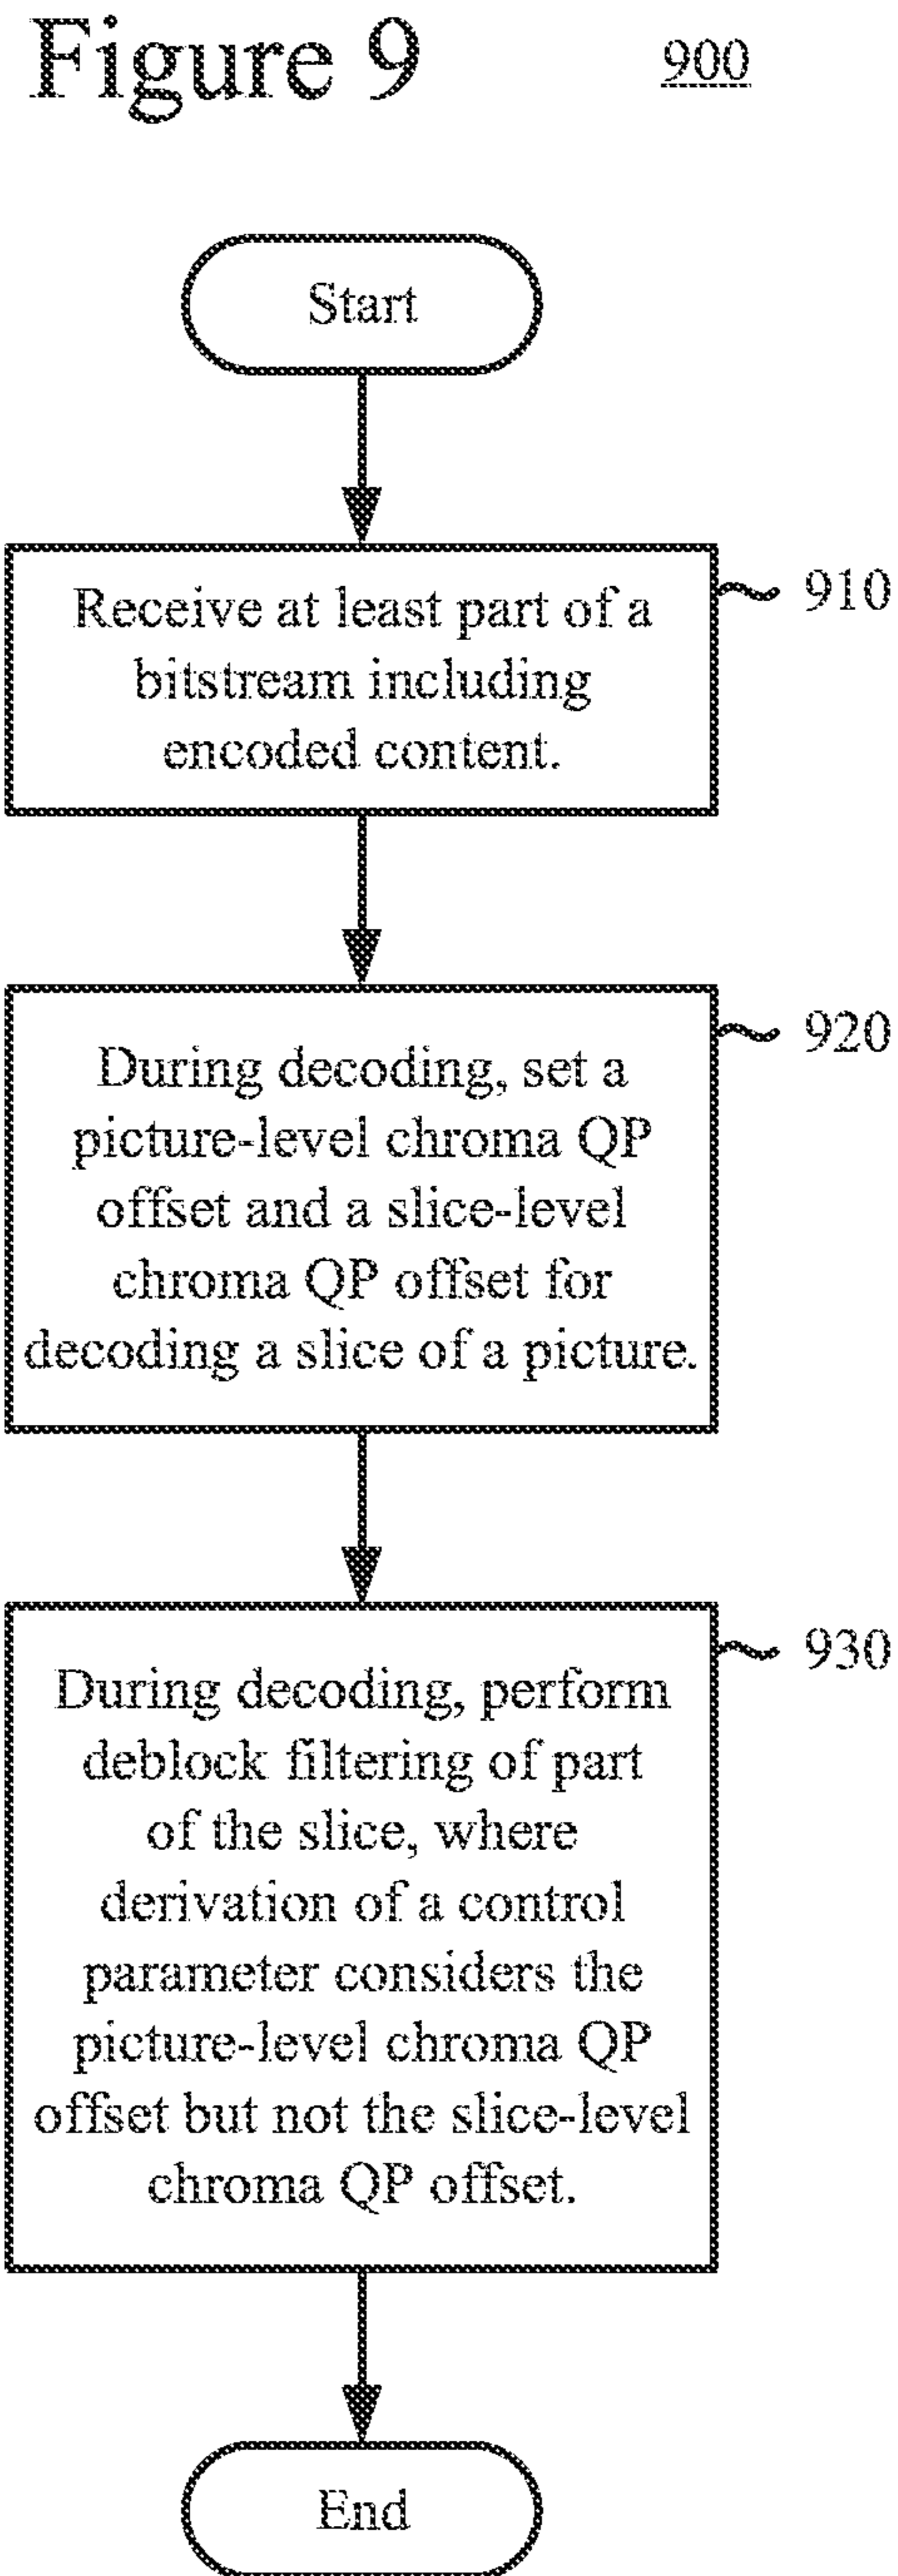 Figure 9
900
Start
Receive at least part of a
bitstream including
encoded content.
910
During decoding, set a
picture-level chroma QP
offset and a slice-level
chroma QP offset for
decoding a slice of a picture.
920
During decoding, perform
deblock filtering of part
of the slice, where
derivation of a control
parameter considers the
picture-level chroma QP
offset but not the slice-level
chroma QP offset.
930
End